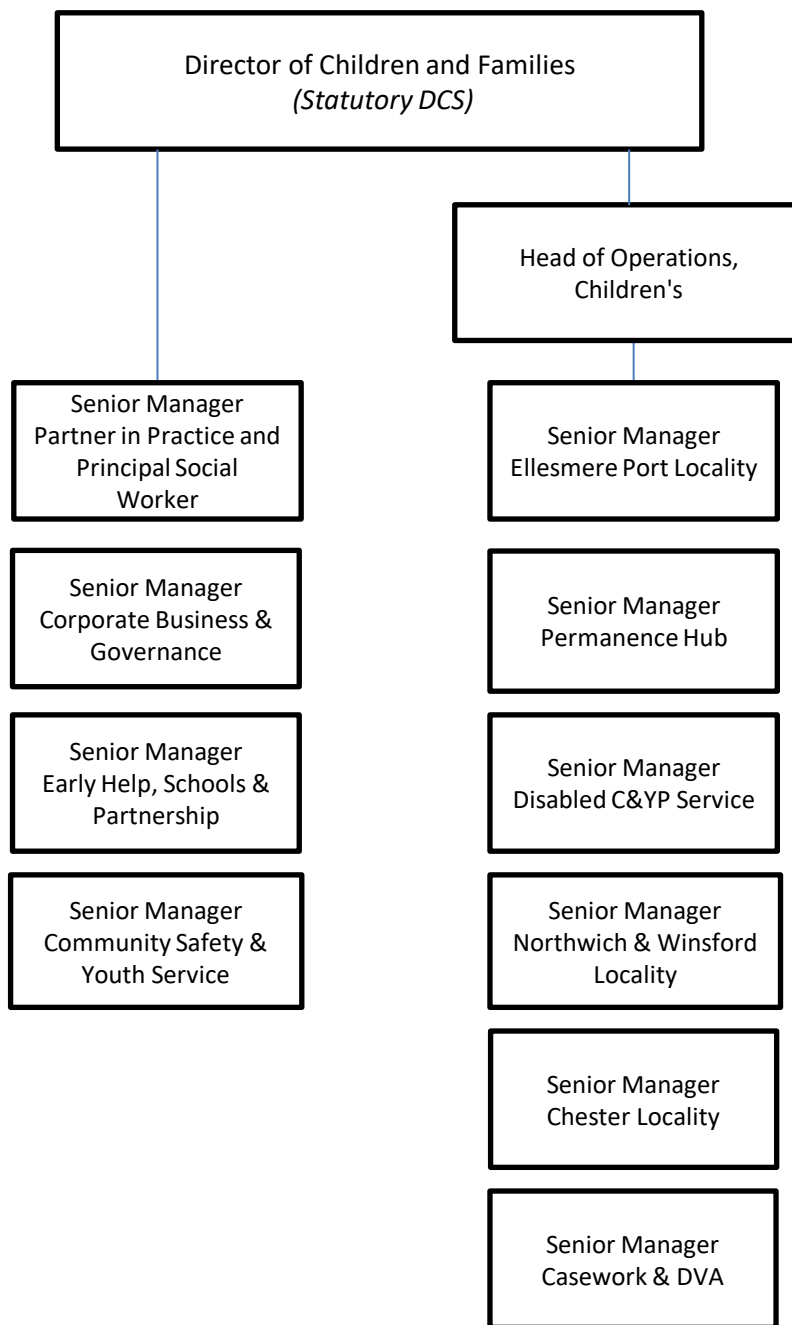 Director of Children and Families
(Statutory DCS)
Head of Operations,
Children's
Senior Manager
Partner in Practice and
Principal Social
Worker
Senior Manager
Corporate Business &
Governance
Senior Manager
Early Help, Schools &
Partnership
Senior Manager
Community Safety &
Youth Service
Senior Manager
Ellesmere Port Locality
Senior Manager
Permanence Hub
Senior Manager
Disabled C&YP Service
Senior Manager
Northwich & Winsford
Locality
Senior Manager
Chester Locality
Senior Manager
Casework & DVA